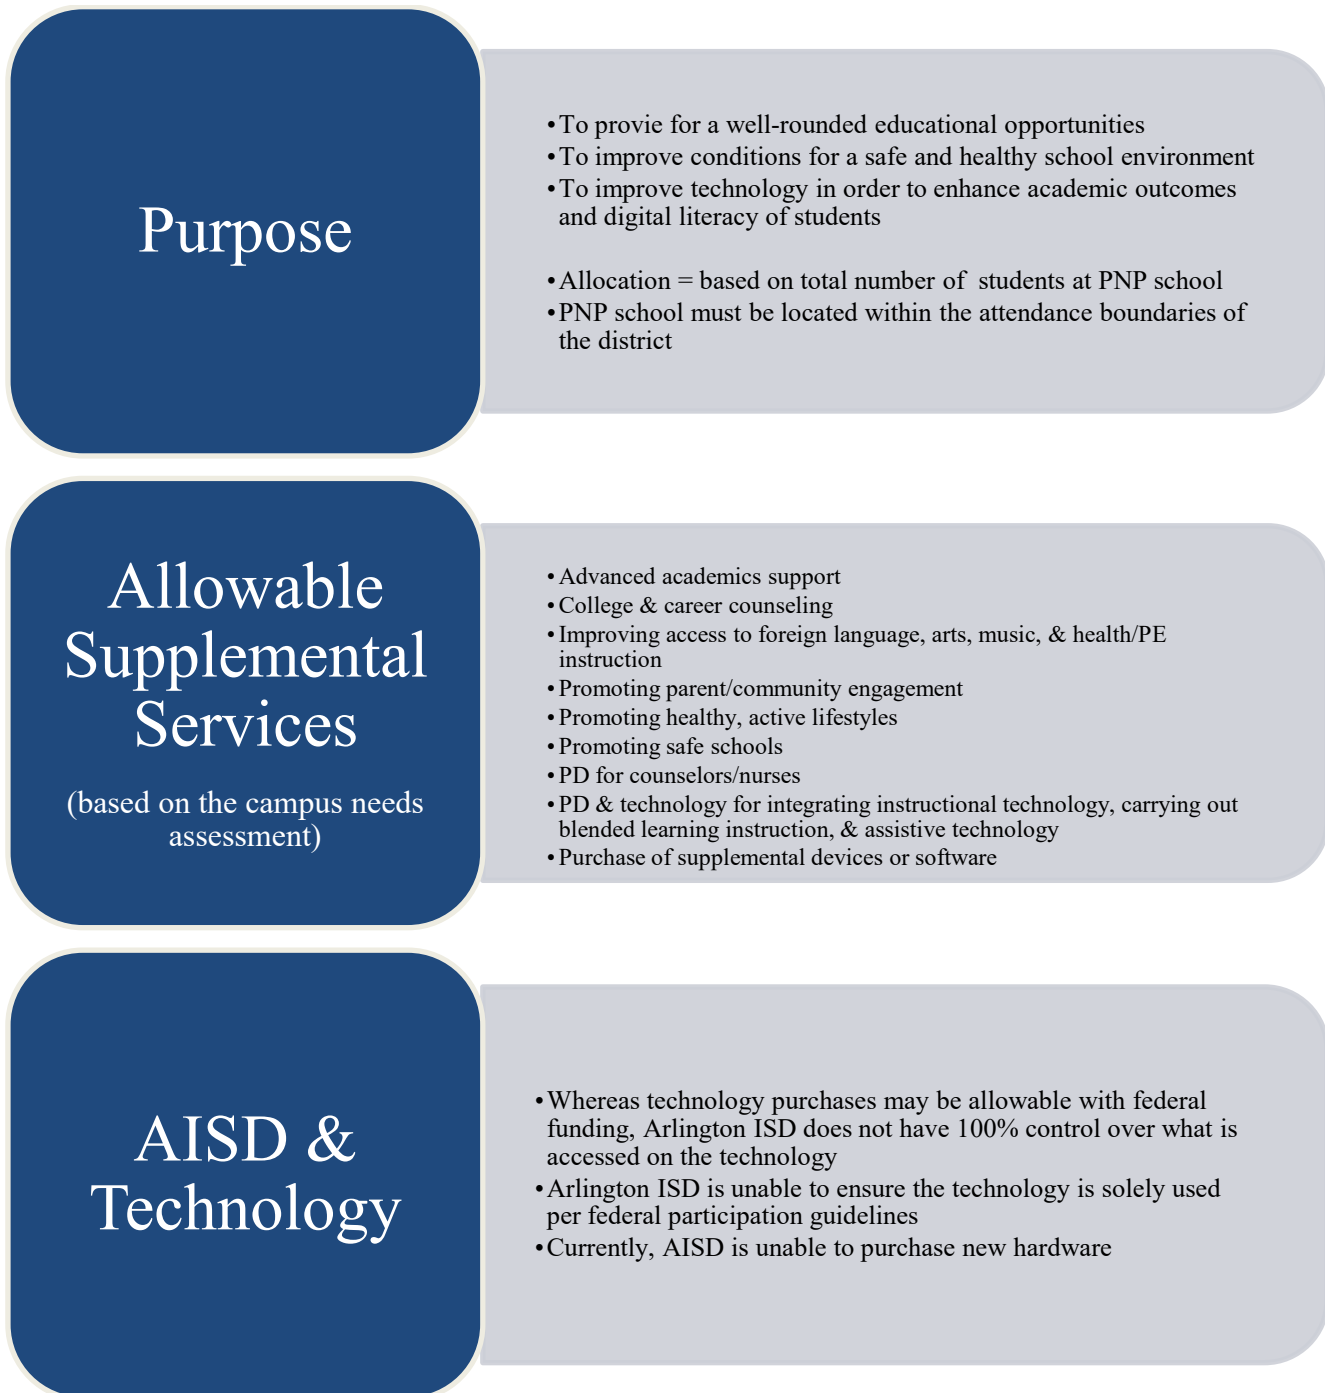 Purpose
•To provie for a well-rounded educational opportunities
•To improve conditions for a safe and healthy school environment
•To improve technology in order to enhance academic outcomes
and digital literacy of students
•Allocation = based on total number of  students at PNP school
•PNP school must be located within the attendance boundaries of
the district
Allowable
Supplemental
Services
(based on the campus needs
assessment)
•Advanced academics support
•College & career counseling
•Improving access to foreign language, arts, music, & health/PE
instruction
•Promoting parent/community engagement
•Promoting healthy, active lifestyles
•Promoting safe schools
•PD for counselors/nurses
•PD & technology for integrating instructional technology, carrying out
blended learning instruction, & assistive technology
•Purchase of supplemental devices or software
AISD &
Technology
•Whereas technology purchases may be allowable with federal
funding, Arlington ISD does not have 100% control over what is
accessed on the technology
•Arlington ISD is unable to ensure the technology is solely used
per federal participation guidelines
•Currently, AISD is unable to purchase new hardware